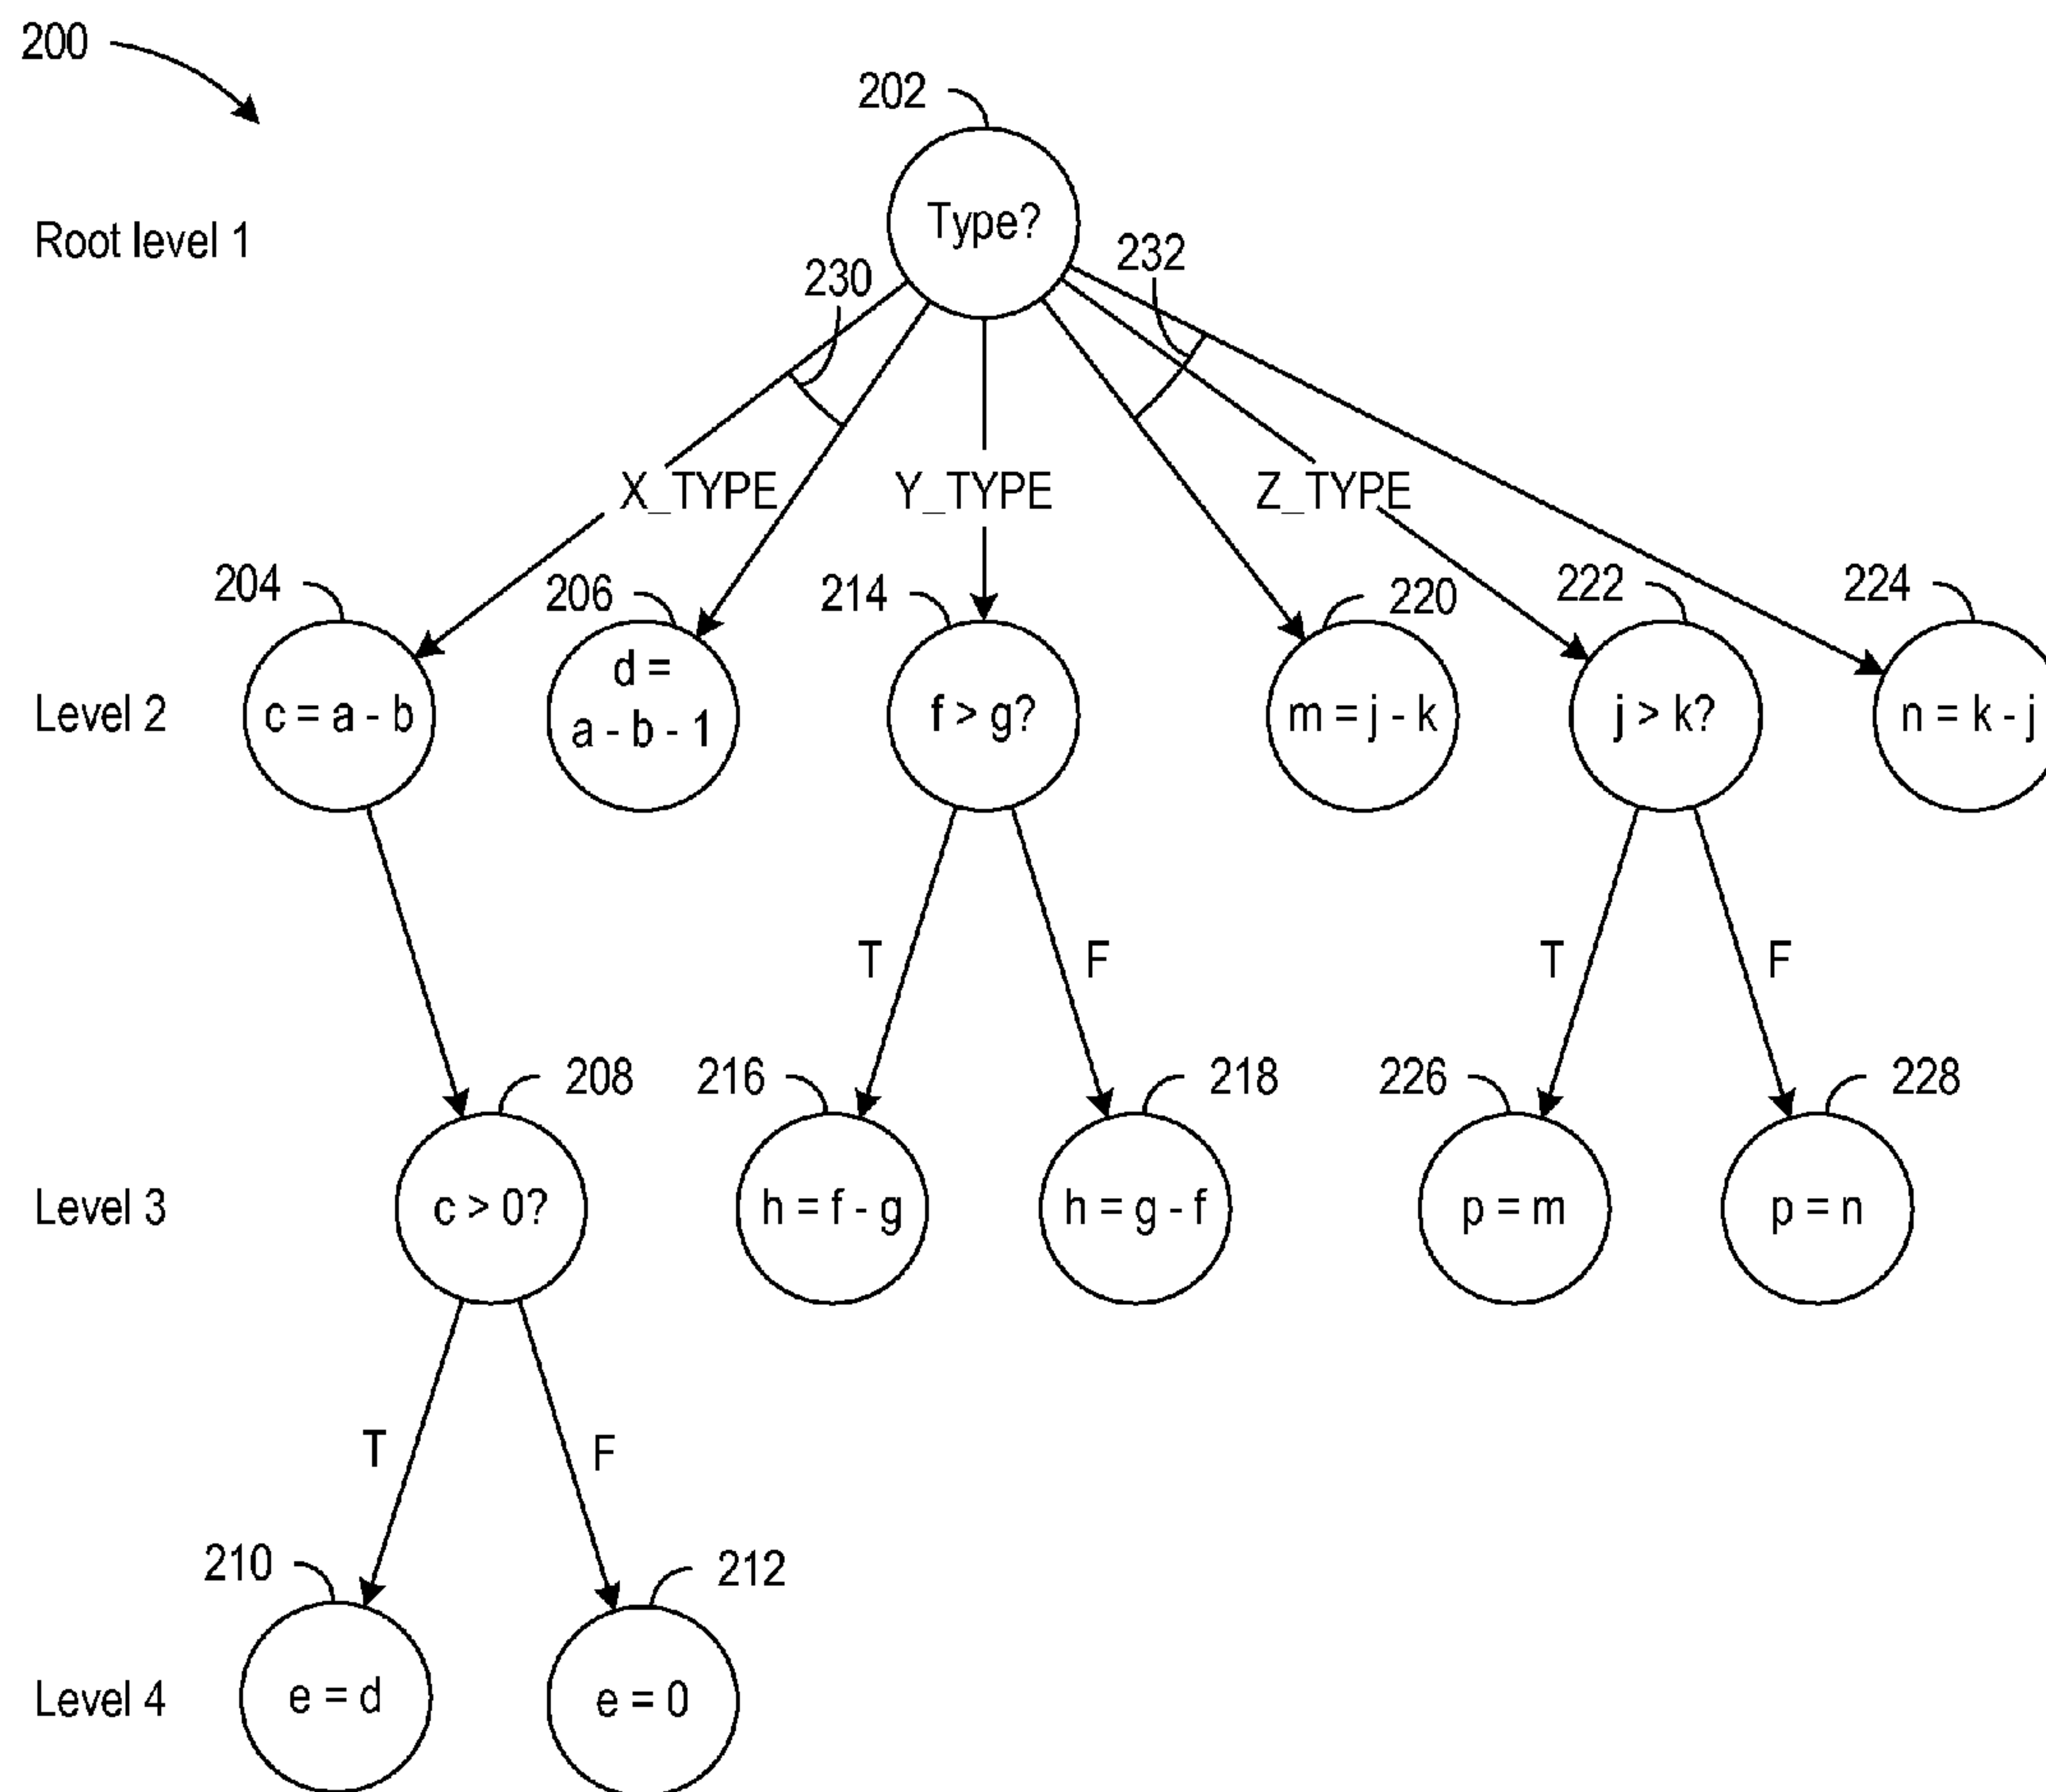 200
202
Root level 1
Type?
230
232
X_TYPE
Y_TYPE
Z_TYPE
204
206
214
220
222
224
Level 2
c = a - b
d =
a - b - 1
f > g?
m = j - k
j > k?
n = k - j
T
F
T
F
208
216
218
226
228
Level 3
c > 0?
h = f - g
h = g - f
p = m
p = n
T
F
210
212
Level 4
e = d
e = 0